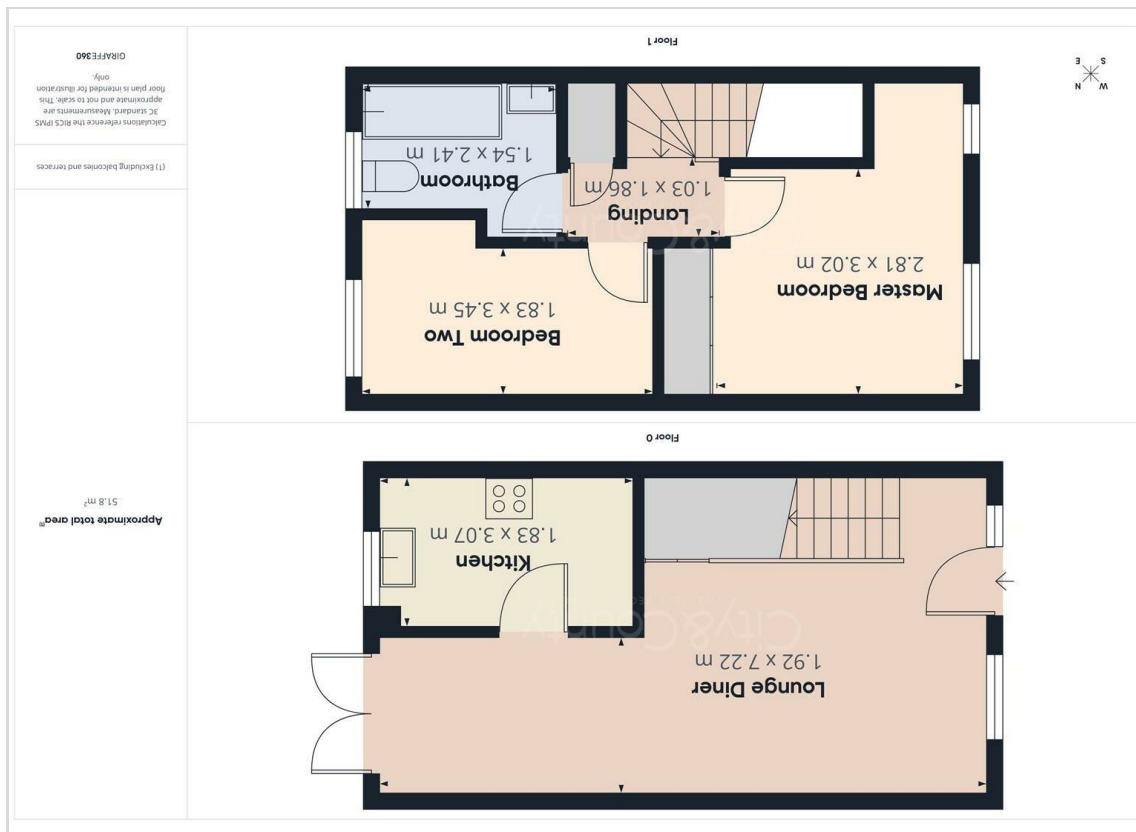 Lounge Diner
1.92 x 7.22 m
City&County
Kitchen
1.83 x 3.07 m
Floor 0
Master Bedroom
2.81 x 3.02 m
Bedroom Two
1.83 x 3.45 m
City&County
Landing
1.03 x 1.86 m
Bathroom
1.54 x 2.41 m
W N
S E
Floor 1
Approximate total area(1)
51.8 m²
(1) Excluding balconies and terraces
Calculations reference the RICS IPMS
3C standard. Measurements are
approximate and not to scale. This
floor plan is intended for illustration
only.
GIRAFFE360